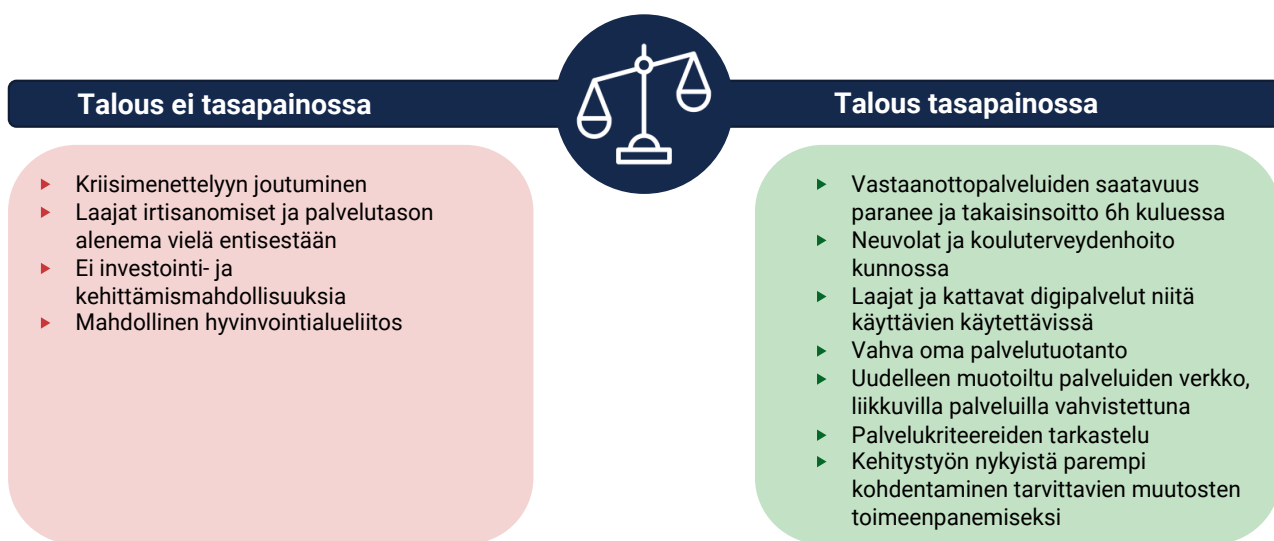 Talous ei tasapainossa
Kriisimenettelyyn joutuminen
Laajat irtisanomiset ja palvelutason
alenema vielä entisestään
Ei investointi- ja
kehittämismahdollisuuksia
Mahdollinen hyvinvointialueliitos
Talous tasapainossa
Vastaanottopalveluiden saatavuus
paranee ja takaisinsoitto 6h kuluessa
Neuvolat ja kouluterveydenhoito
kunnossa
Laajat ja kattavat digipalvelut niitä
käyttävien käytettävissä
Vahva oma palvelutuotanto
Uudelleen muotoiltu palveluiden verkko,
liikkuvilla palveluilla vahvistettuna
Palvelukriteereiden tarkastelu
Kehitystyön nykyistä parempi
kohdentaminen tarvittavien muutosten
toimeenpanemiseksi